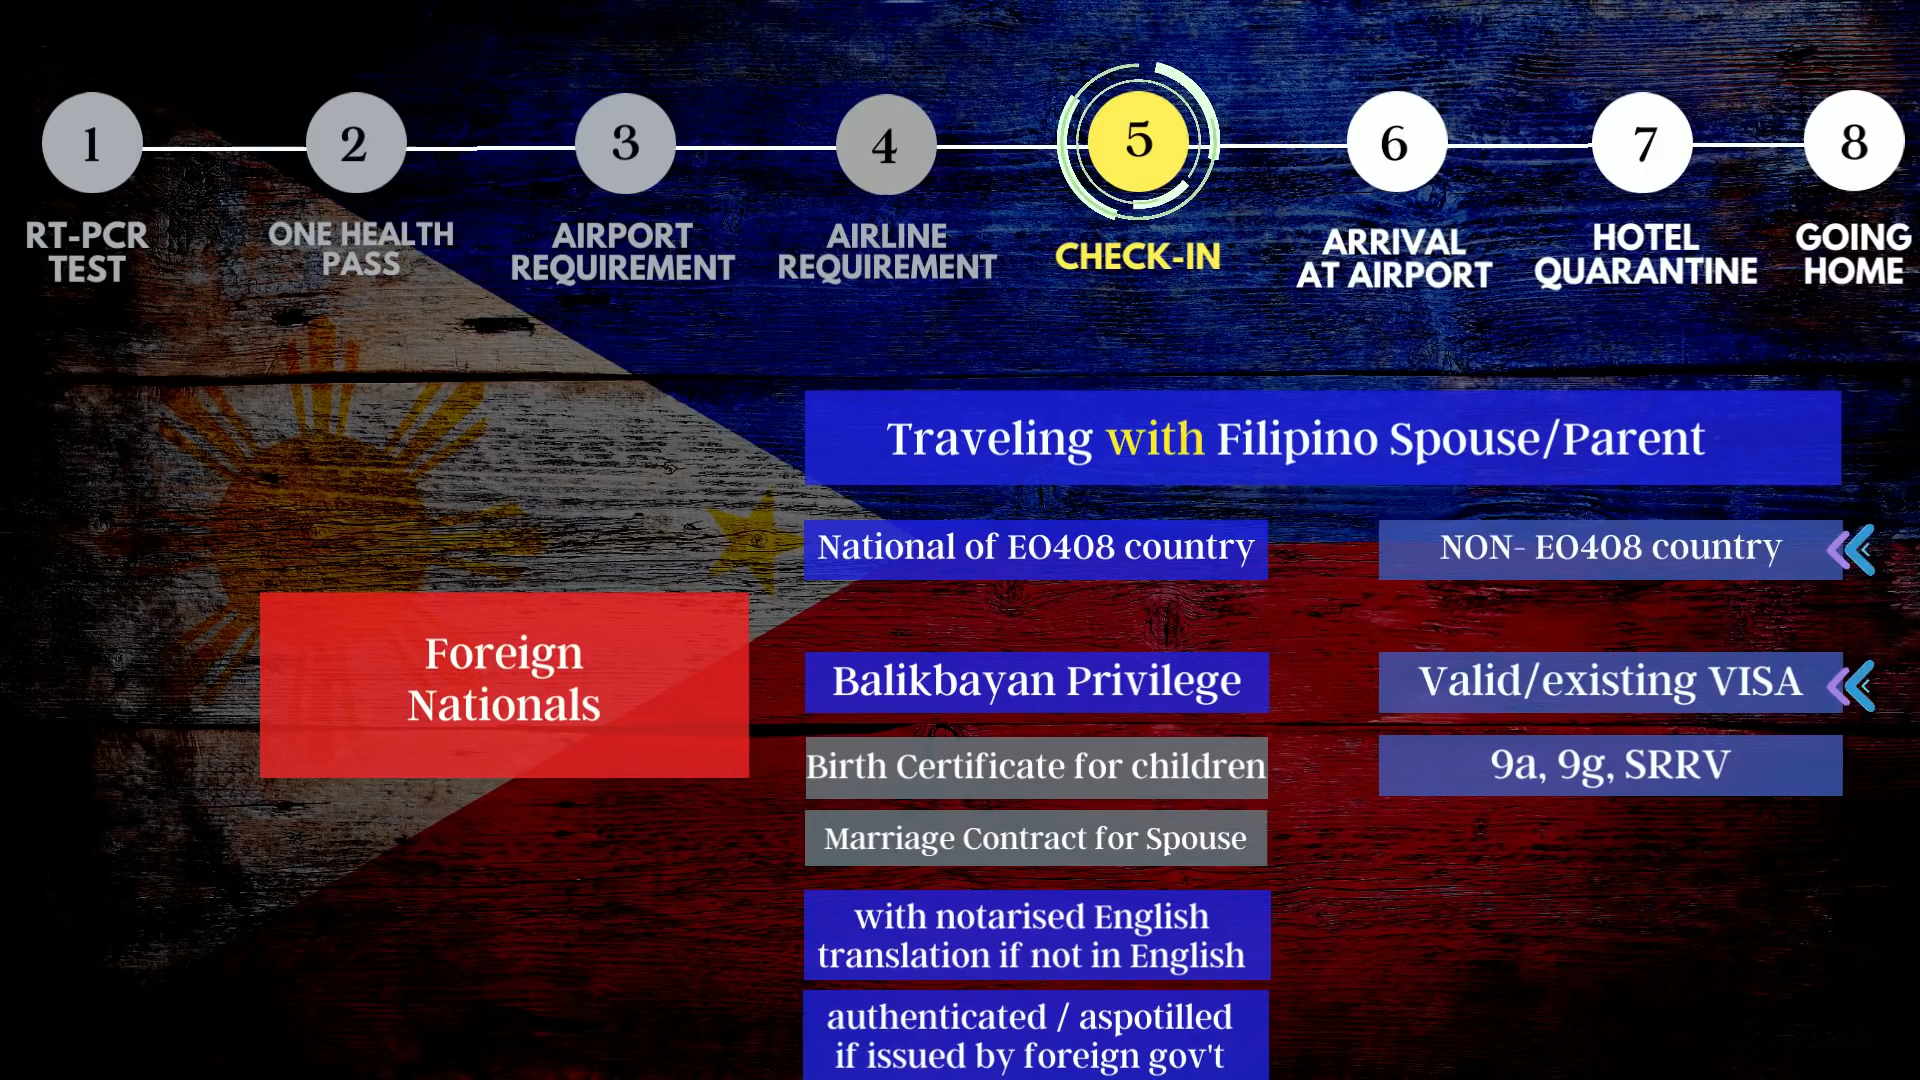 1
2
3
4
5
6
7
8
RT-PCR
TEST
ONE HEALTH
PASS
AIRPORT
REQUIREMENT
AIRLINE
REQUIREMENT
CHECK-IN
ARRIVAL
AT AIRPORT
HOTEL
QUARANTINE
GOING
HOME
Traveling with Filipino Spouse/Parent
National of EO408 country
NON- EO408 country
Foreign
Nationals
Balikbayan Privilege
Valid/existing VISA
Birth Certificate for children
9a, 9g, SRRV
Marriage Contract for Spouse
with notarised English
translation if not in English
authenticated / aspotilled
if issued by foreign gov't